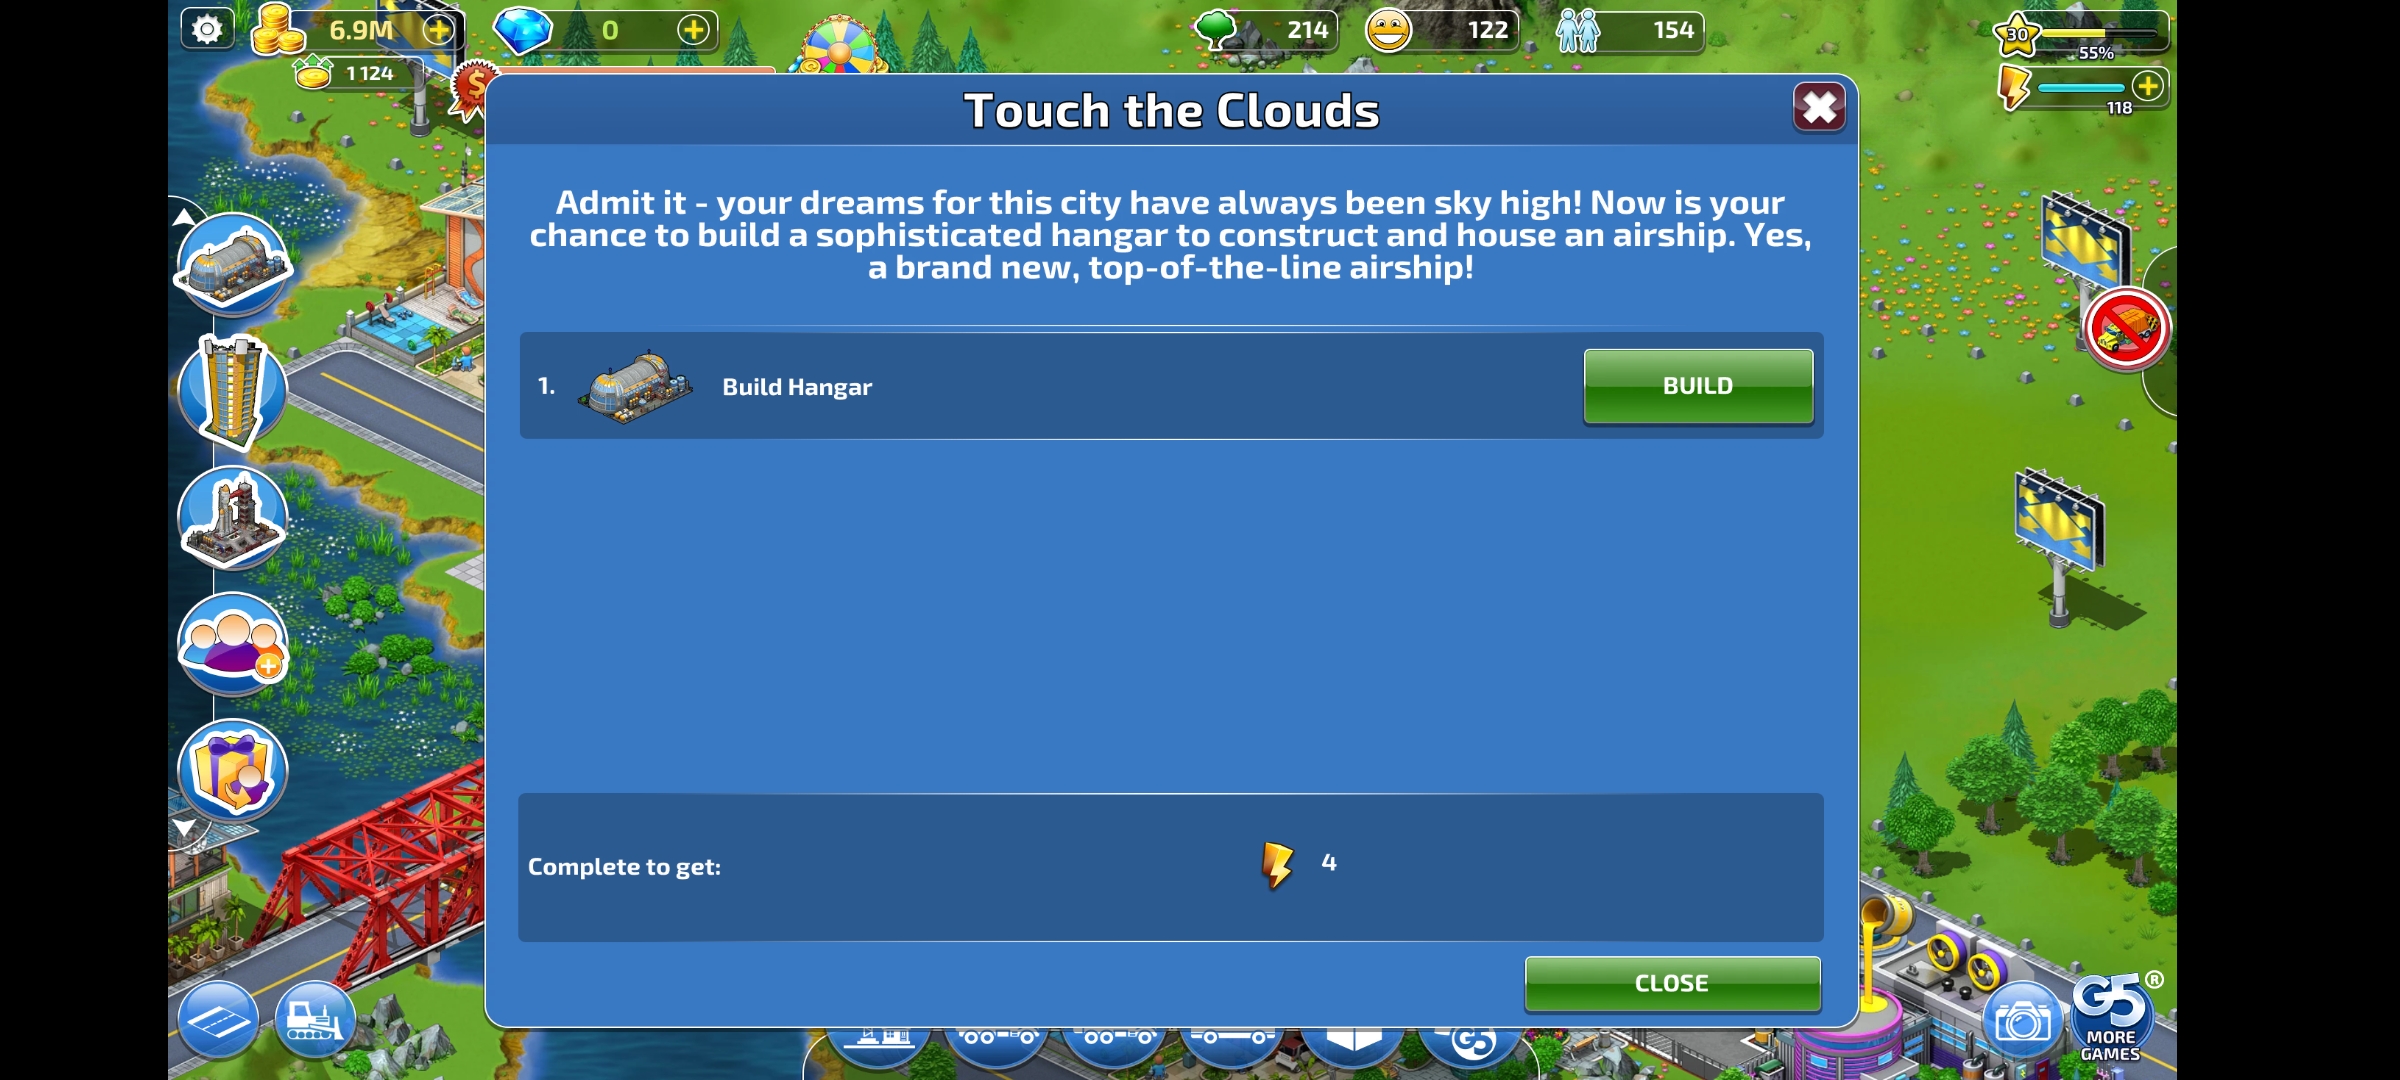 6.9M
0
214
122
154
30
55%
1 124
118
$
Touch the Clouds
Admit it - your dreams for this city have always been sky high! Now is your
chance to build a sophisticated hangar to construct and house an airship. Yes,
a brand new, top-of-the-line airship!
1.
Build Hangar
BUILD
Complete to get:
4
CLOSE
G5
G5®
MORE
GAMES